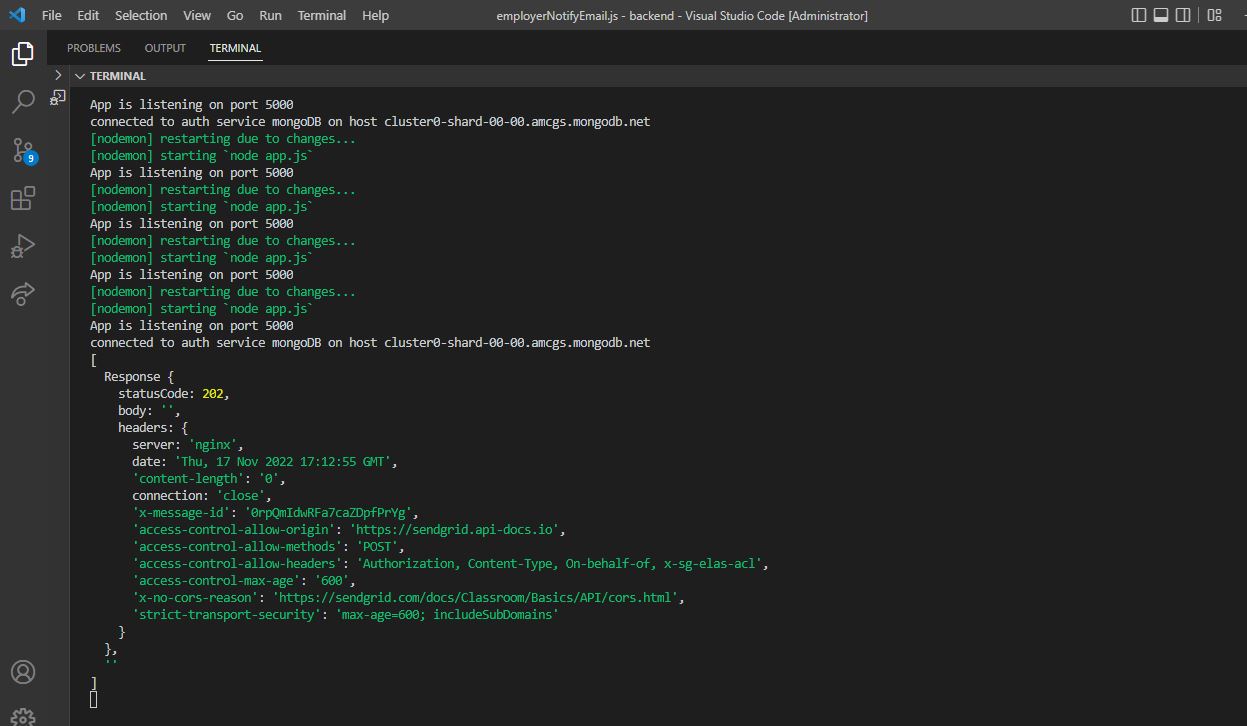 File Edit Selection View Go Run Terminal Help employerNotifyEmail.js - backend - Visual Studio Code [Administrator]
PROBLEMS OUTPUT TERMINAL
TERMINAL
App is listening on port 5000
connected to auth service mongoDB on host cluster0-shard-00-00.amcgs.mongodb.net
[nodemon] restarting due to changes...
[nodemon] starting `node app.js`
App is listening on port 5000
[nodemon] restarting due to changes...
[nodemon] starting `node app.js`
App is listening on port 5000
[nodemon] restarting due to changes...
[nodemon] starting `node app.js`
App is listening on port 5000
[nodemon] restarting due to changes...
[nodemon] starting `node app.js`
App is listening on port 5000
connected to auth service mongoDB on host cluster0-shard-00-00.amcgs.mongodb.net
[
Response {
statusCode: 202,
body: '',
headers: {
server: 'nginx',
date: 'Thu, 17 Nov 2022 17:12:55 GMT',
'content-length': '0',
connection: 'close',
'x-message-id': '0rpQmIdwRFa7caZDpfPrYg',
'access-control-allow-origin': 'https://sendgrid.api-docs.io',
'access-control-allow-methods': 'POST',
'access-control-allow-headers': 'Authorization, Content-Type, On-behalf-of, x-sg-elas-acl',
'access-control-max-age': '600',
'x-no-cors-reason': 'https://sendgrid.com/docs/Classroom/Basics/API/cors.html',
'strict-transport-security': 'max-age=600; includeSubDomains'
}
},
''
]
9